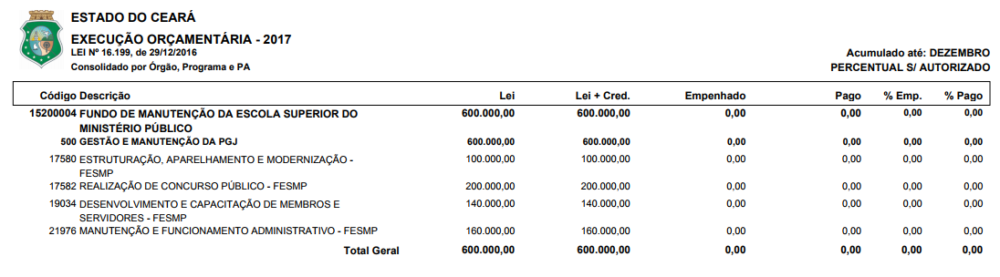 ESTADO DO CEARÁ
EXECUÇÃO ORÇAMENTÁRIA - 2017
LEI Nº 16.199, de 29/12/2016
Consolidado por Órgão, Programa e PA
Acumulado até: DEZEMBRO
PERCENTUAL S/ AUTORIZADO
Código Descrição Lei Lei + Cred. Empenhado Pago % Emp. % Pago
15200004 FUNDO DE MANUTENÇÃO DA ESCOLA SUPERIOR DO 600.000,00 600.000,00 0,00 0,00 0,00 0,00
MINISTÉRIO PÚBLICO
500 GESTÃO E MANUTENÇÃO DA PGJ 600.000,00 600.000,00 0,00 0,00 0,00 0,00
17580 ESTRUTURAÇÃO, APARELHAMENTO E MODERNIZAÇÃO - 100.000,00 100.000,00 0,00 0,00 0,00 0,00
FESMP
17582 REALIZAÇÃO DE CONCURSO PÚBLICO - FESMP 200.000,00 200.000,00 0,00 0,00 0,00 0,00
19034 DESENVOLVIMENTO E CAPACITAÇÃO DE MEMBROS E 140.000,00 140.000,00 0,00 0,00 0,00 0,00
SERVIDORES - FESMP
21976 MANUTENÇÃO E FUNCIONAMENTO ADMINISTRATIVO - FESMP 160.000,00 160.000,00 0,00 0,00 0,00 0,00
Total Geral 600.000,00 600.000,00 0,00 0,00 0,00 0,00